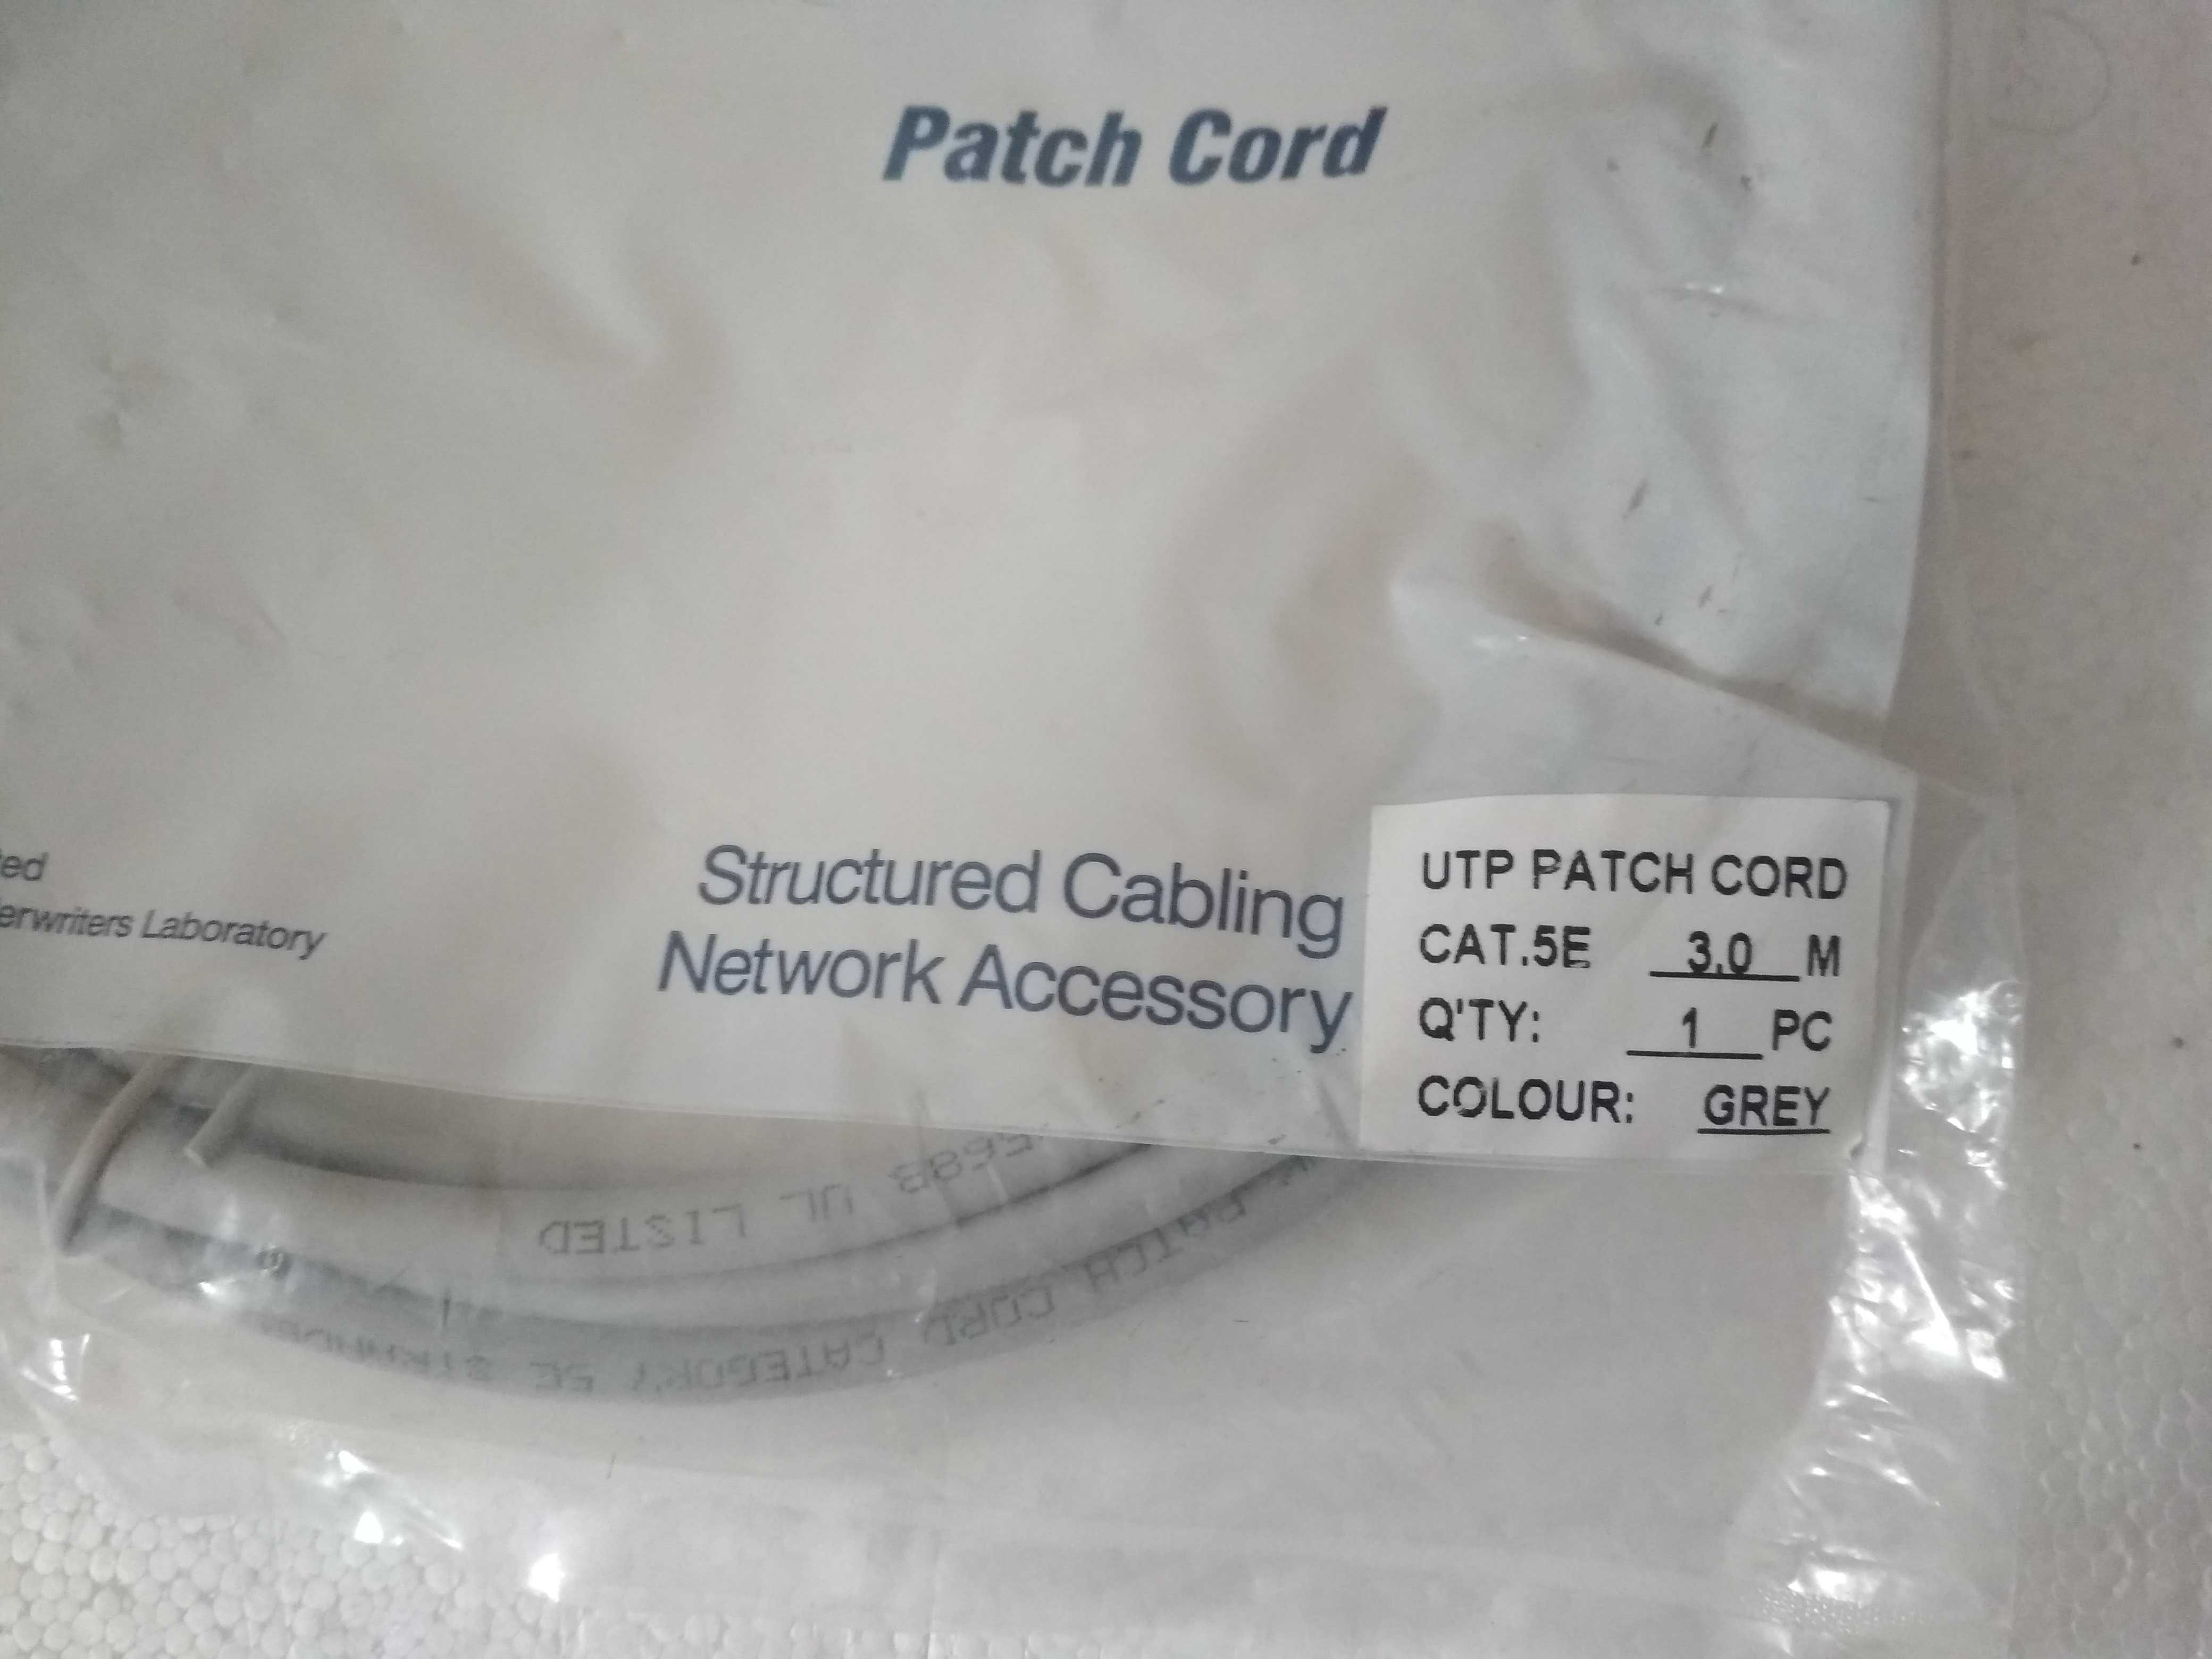 Patch Cord
ed
erwriters Laboratory
Structured Cabling
Network Accessory
UTP PATCH CORD
CAT.5E 3.0 M
Q'TY: 1 PC
COLOUR: GREY
E568B UL LISTED
PATCH CORD CATEGORY 5E